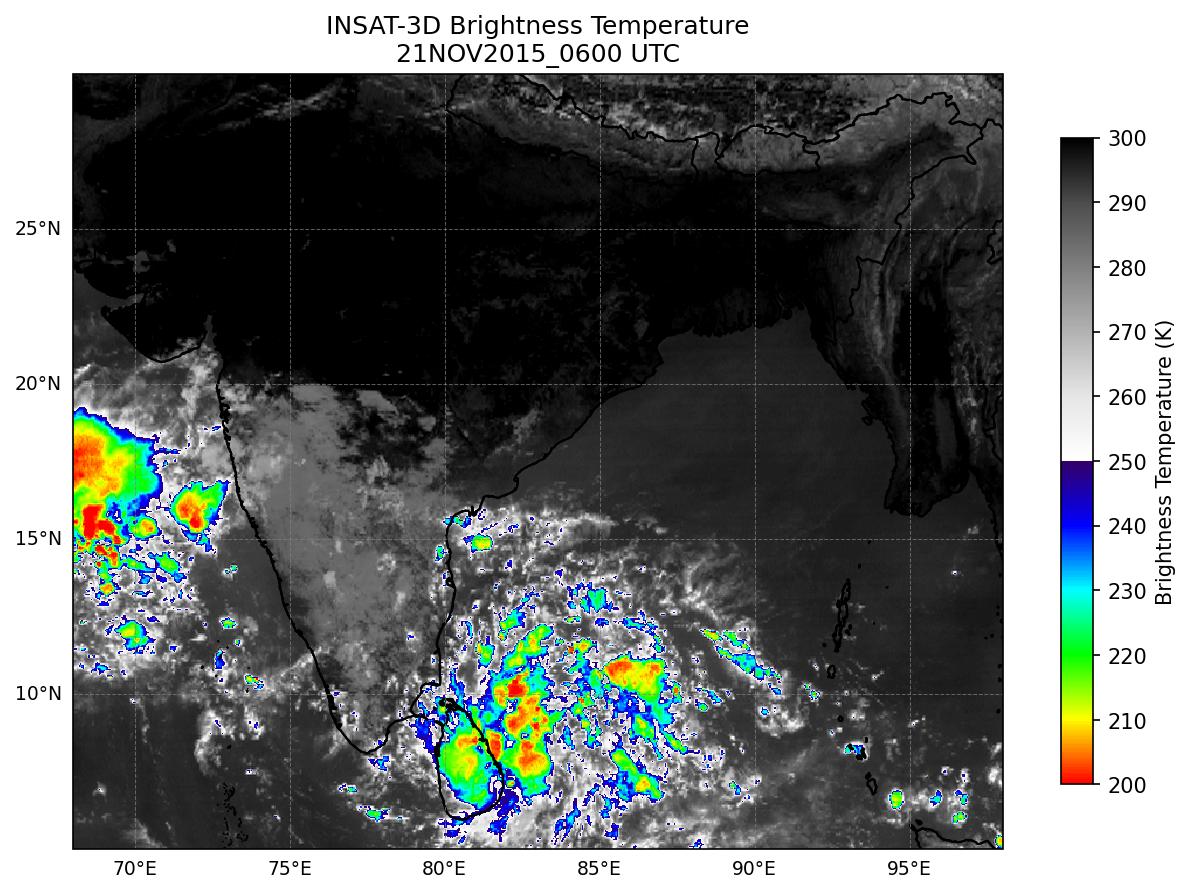 INSAT-3D Brightness Temperature
21NOV2015_0600 UTC
25°N
20°N
15°N
10°N
70°E
75°E
80°E
85°E
90°E
95°E
300
290
280
270
260
250
240
230
220
210
200
Brightness Temperature (K)